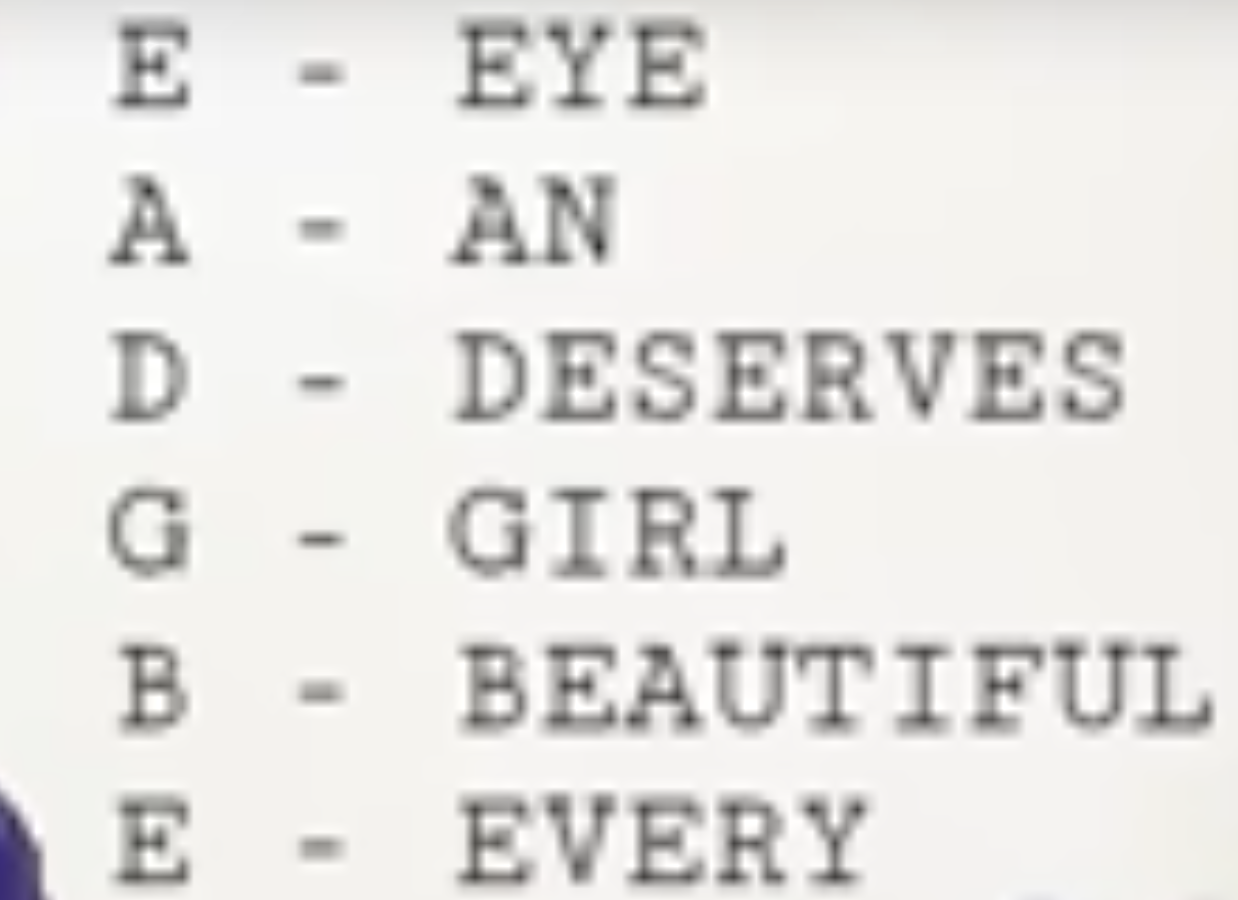 E - EYE
A - AN
D - DESERVES
G - GIRL
B - BEAUTIFUL
E - EVERY